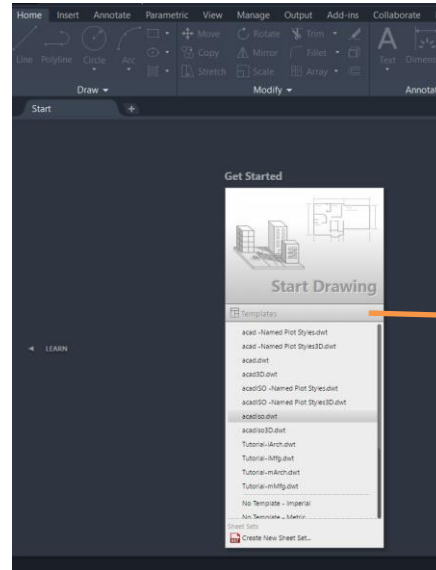 Home Insert Annotate Parametric View Manage Output Add-ins Collaborate
Line Polyline Circle Arc
Move Rotate Trim
Copy Mirror Fillet
Stretch Scale Array
Text
Draw Modify
Start
Get Started
Start Drawing
Templates
acad -Named Plot Styles.dwt
acad -Named Plot Styles3D.dwt
acad.dwt
acad3D.dwt
acadISO -Named Plot Styles.dwt
acadISO -Named Plot Styles3D.dwt
acadiso.dwt
acadiso3D.dwt
Tutorial-iArch.dwt
Tutorial-iMfg.dwt
Tutorial-mArch.dwt
Tutorial-mMfg.dwt
No Template - Imperial
No Template - Metric
Sheet Sets
Create New Sheet Set...
LEARN